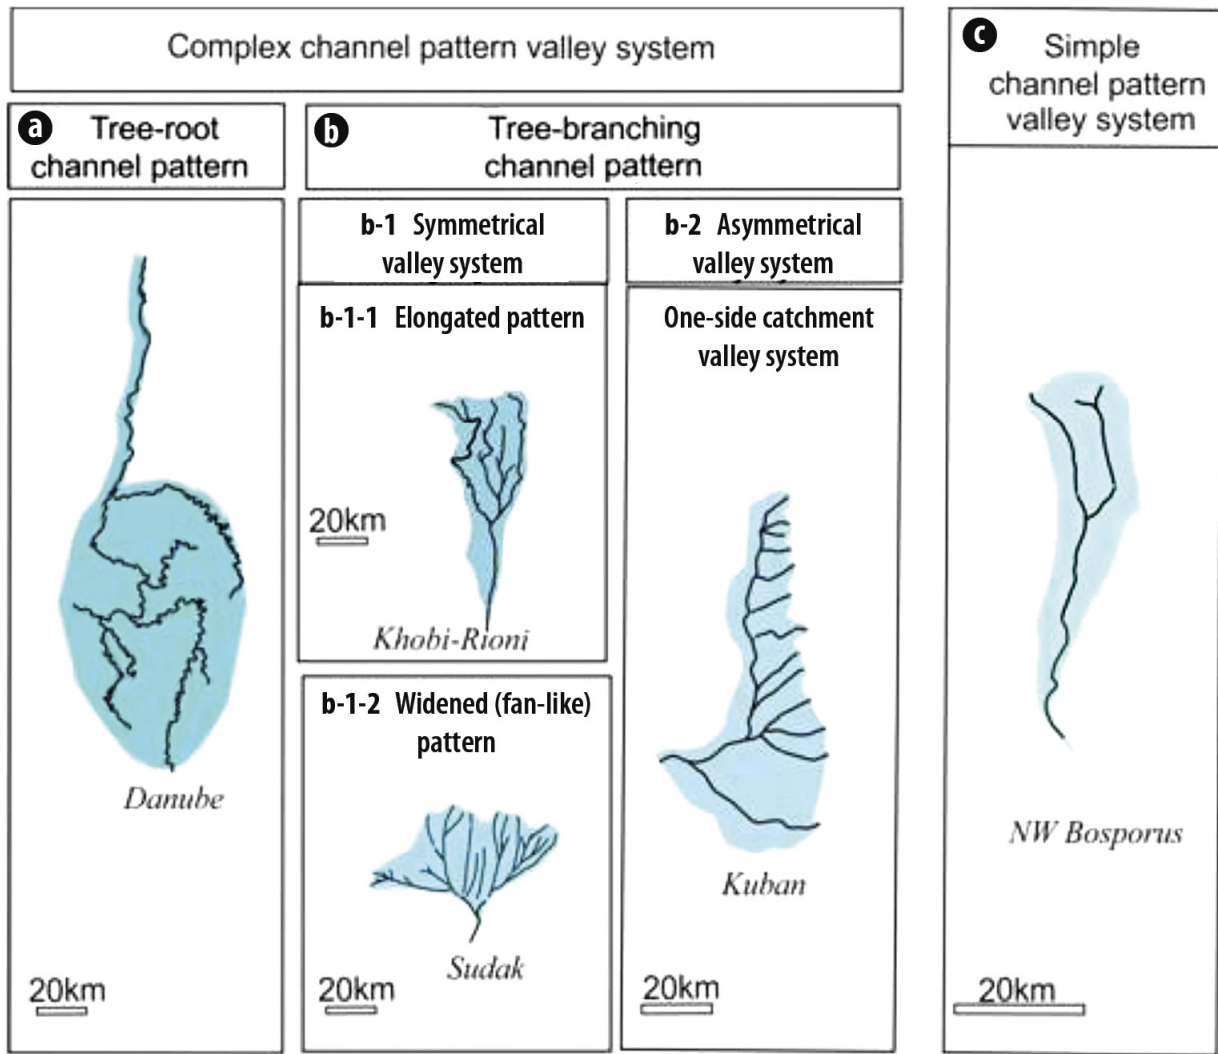 Complex channel pattern valley system
a Tree-root
channel pattern
b Tree-branching
channel pattern
c Simple
channel pattern
valley system
b-1 Symmetrical
valley system
b-2 Asymmetrical
valley system
b-1-1 Elongated pattern
20km
Khobi-Rioni
b-1-2 Widened (fan-like)
pattern
Sudak
20km
One-side catchment
valley system
Kuban
20km
Danube
20km
NW Bosporus
20km